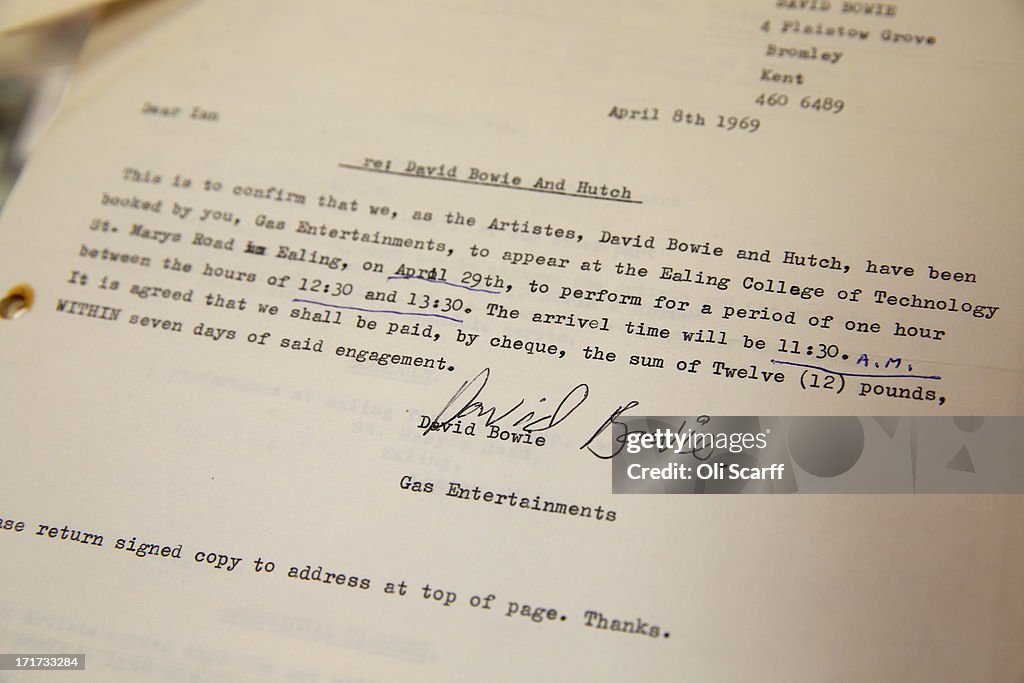 DAVID BOWIE
4 Plaistow Grove
Bromley
Kent
460 6489
April 8th 1969
Dear Ian
re: David Bowie And Hutch
This is to confirm that we, as the Artistes, David Bowie and Hutch, have been
booked by you, Gas Entertainments, to appear at the Ealing College of Technology
St. Marys Road Ealing, on April 29th, to perform for a period of one hour
between the hours of 12:30 and 13:30. The arrivel time will be 11:30. A.M.
It is agreed that we shall be paid, by cheque, the sum of Twelve (12) pounds,
WITHIN seven days of said engagement.
David Bowie
David Bowie
gettyimages®
Oli Scarff
Gas Entertainments
ase return signed copy to address at top of page. Thanks.
171733284